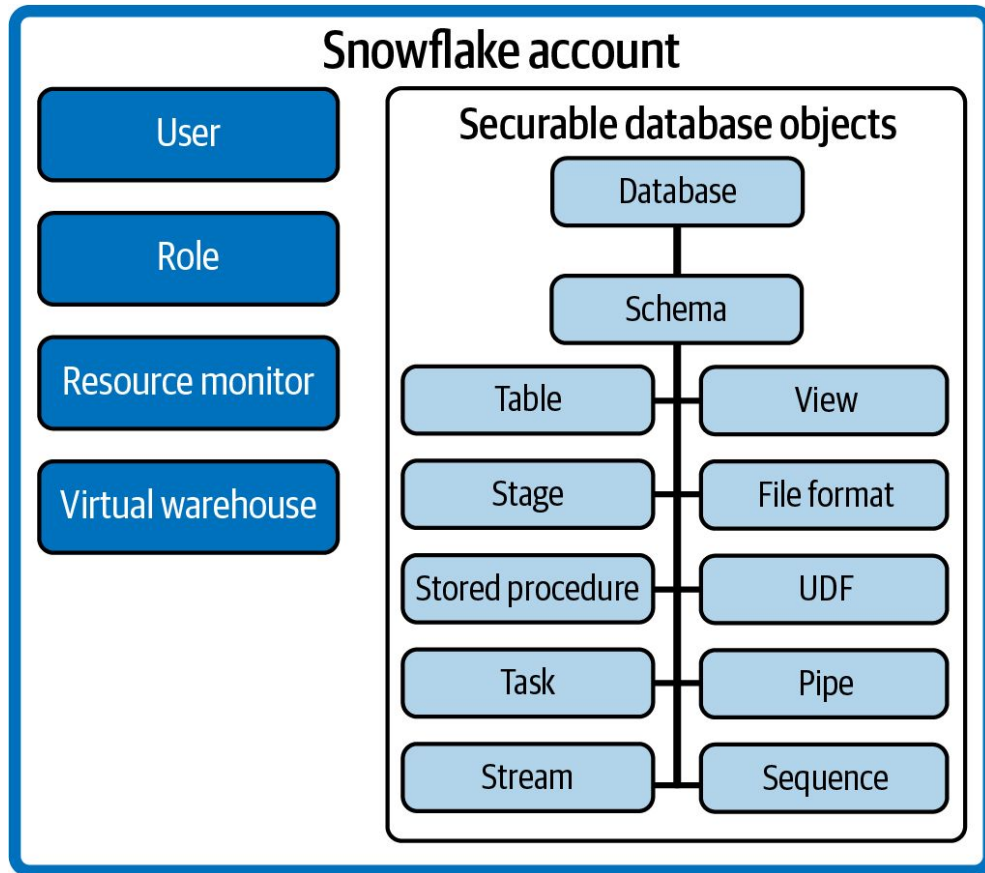 Snowflake account
User
Role
Resource monitor
Virtual warehouse
Securable database objects
Database
Schema
Table
View
Stage
File format
Stored procedure
UDF
Task
Pipe
Stream
Sequence